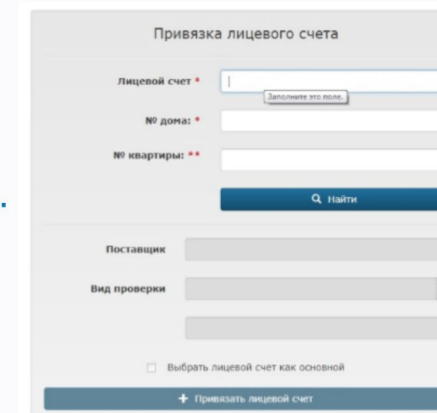 Привязка лицевого счета
Лицевой счет *
Заполните это поле.
№ дома: *
№ квартиры: **
Найти
Поставщик
Вид проверки
Выбрать лицевой счет как основной
+ Привязать лицевой счет